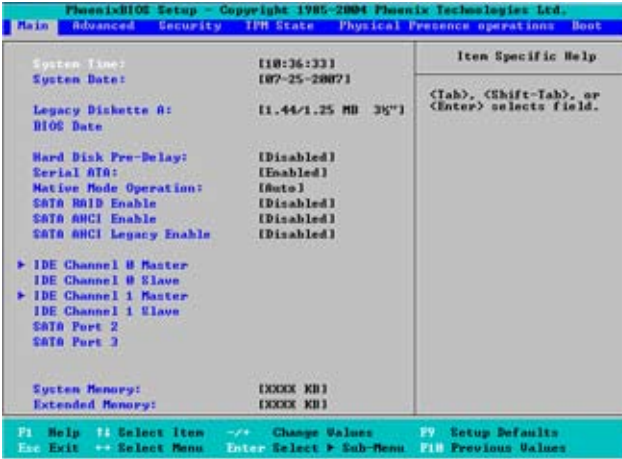 PhoenixBIOS Setup - Copyright 1985-2004 Phoenix Technologies Ltd.
Main Advanced Security TPM State Physical Presence operations Boot
System Time: [10:36:33]
System Date: [07-25-2007]
Legacy Diskette A: [1.44/1.25 MB 3½"]
BIOS Date
Hard Disk Pre-Delay: [Disabled]
Serial ATA: [Enabled]
Native Mode Operation: [Auto]
SATA RAID Enable [Disabled]
SATA AHCI Enable [Disabled]
SATA AHCI Legacy Enable [Disabled]
▶ IDE Channel 0 Master
IDE Channel 0 Slave
▶ IDE Channel 1 Master
IDE Channel 1 Slave
SATA Port 2
SATA Port 3
System Memory: [XXXX KB]
Extended Memory: [XXXX KB]
Item Specific Help
<Tab>, <Shift-Tab>, or
<Enter> selects field.
F1 Help ↑↓ Select Item -/+ Change Values F9 Setup Defaults
Esc Exit ↔ Select Menu Enter Select ▶ Sub-Menu F10 Previous Values